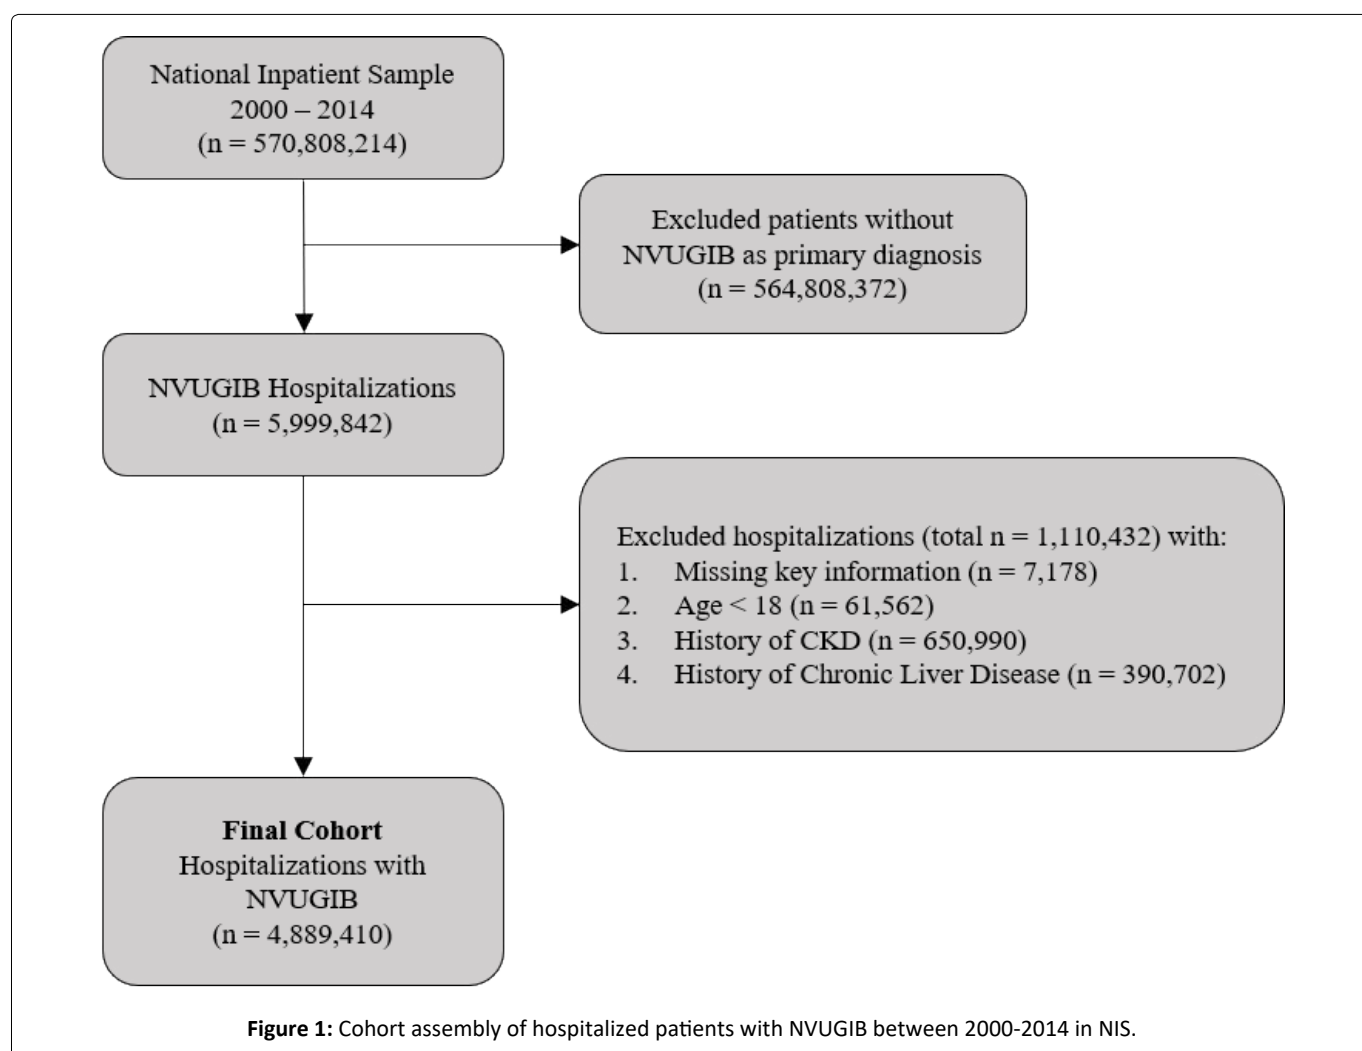 National Inpatient Sample
2000 – 2014
(n = 570,808,214)
Excluded patients without
NVUGIB as primary diagnosis
(n = 564,808,372)
NVUGIB Hospitalizations
(n = 5,999,842)
Excluded hospitalizations (total n = 1,110,432) with:
1. Missing key information (n = 7,178)
2. Age < 18 (n = 61,562)
3. History of CKD (n = 650,990)
4. History of Chronic Liver Disease (n = 390,702)
Final Cohort
Hospitalizations with
NVUGIB
(n = 4,889,410)
Figure 1: Cohort assembly of hospitalized patients with NVUGIB between 2000-2014 in NIS.